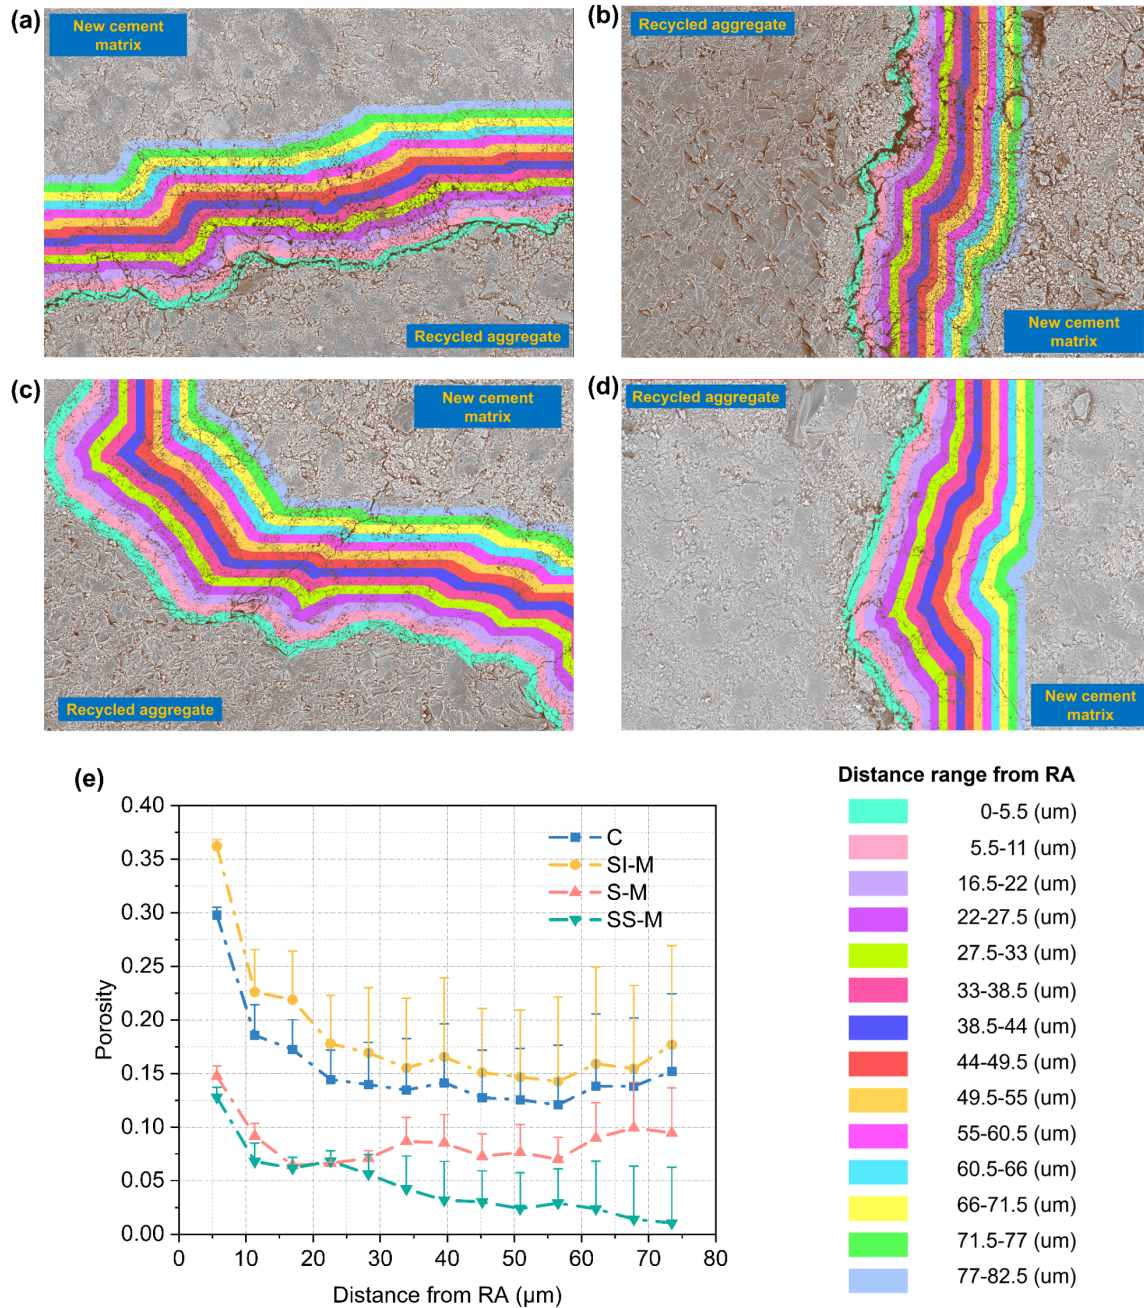 (a)
New cement
matrix
Recycled aggregate
(b)
Recycled aggregate
New cement
matrix
(c)
New cement
matrix
Recycled aggregate
(d)
Recycled aggregate
New cement
matrix
(e)
0.40
0.35
0.30
0.25
0.20
0.15
0.10
0.05
0.00
Porosity
C
SI-M
S-M
SS-M
0 10 20 30 40 50 60 70 80
Distance from RA (μm)
Distance range from RA
0-5.5 (um)
5.5-11 (um)
16.5-22 (um)
22-27.5 (um)
27.5-33 (um)
33-38.5 (um)
38.5-44 (um)
44-49.5 (um)
49.5-55 (um)
55-60.5 (um)
60.5-66 (um)
66-71.5 (um)
71.5-77 (um)
77-82.5 (um)